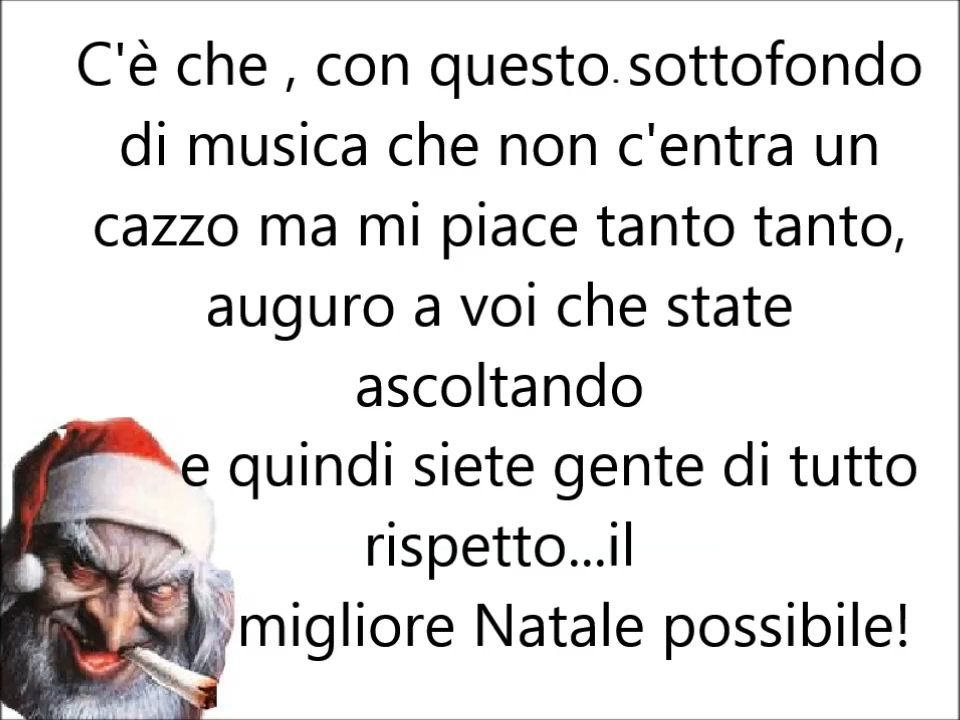 C'è che , con questo. sottofondo
di musica che non c'entra un
cazzo ma mi piace tanto tanto,
auguro a voi che state
ascoltando
e quindi siete gente di tutto
rispetto...il
migliore Natale possibile!